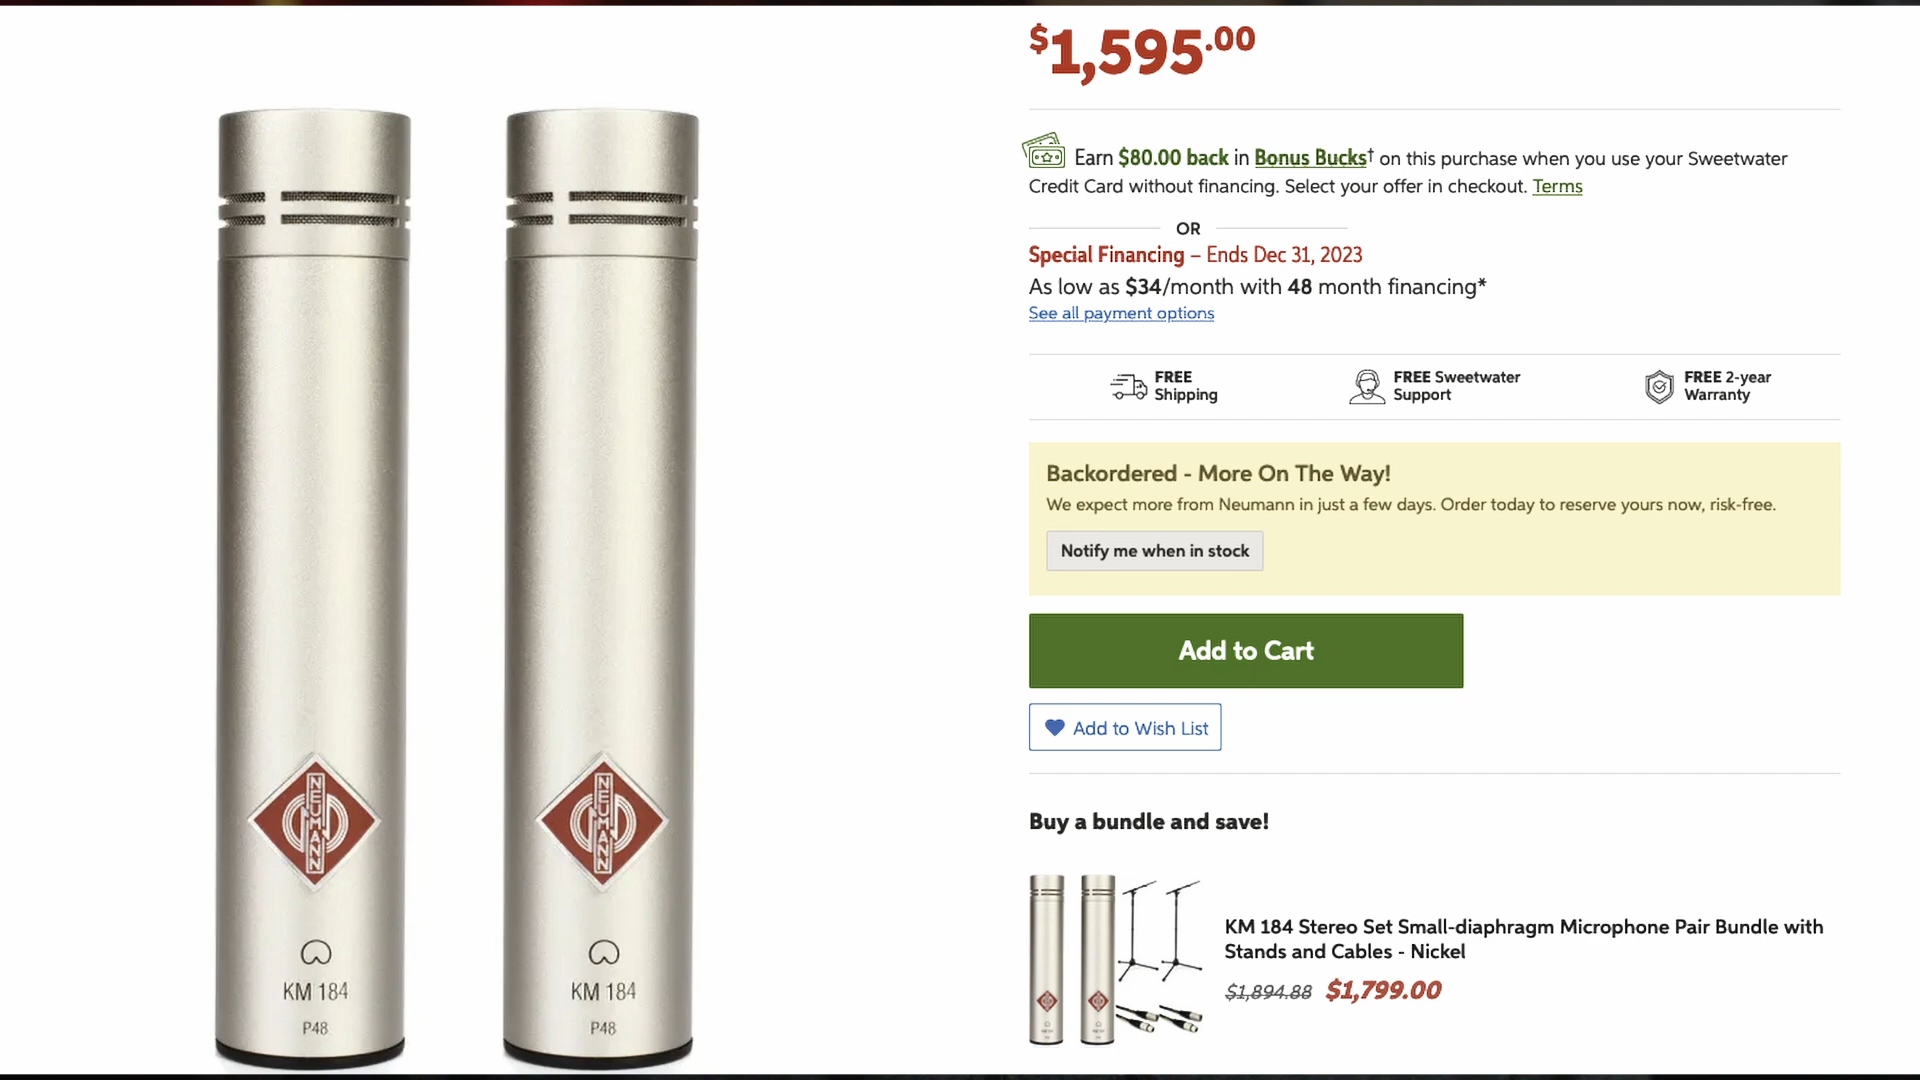 $1,595.00
Earn $80.00 back in Bonus Bucks† on this purchase when you use your Sweetwater
Credit Card without financing. Select your offer in checkout. Terms
OR
Special Financing – Ends Dec 31, 2023
As low as $34/month with 48 month financing*
See all payment options
FREE
Shipping
FREE Sweetwater
Support
FREE 2-year
Warranty
Backordered - More On The Way!
We expect more from Neumann in just a few days. Order today to reserve yours now, risk-free.
Notify me when in stock
Add to Cart
Add to Wish List
Buy a bundle and save!
KM 184 Stereo Set Small-diaphragm Microphone Pair Bundle with
Stands and Cables - Nickel
$1,894.88 $1,799.00
NEUMANN
KM 184
P48
NEUMANN
KM 184
P48